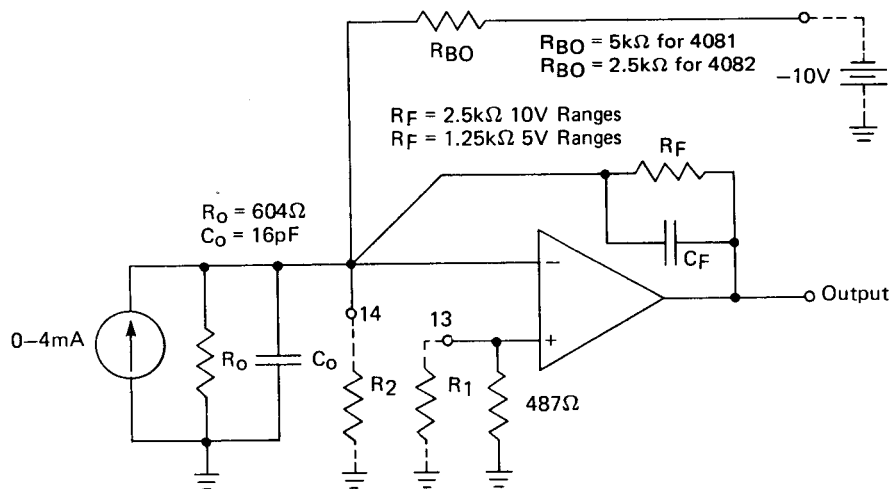 R_BO
R_BO = 5kΩ for 4081
R_BO = 2.5kΩ for 4082
−10V
R_F = 2.5kΩ 10V Ranges
R_F = 1.25kΩ 5V Ranges
R_F
C_F
R_O = 604Ω
C_O = 16pF
−
Output
14
13
+
0–4mA
R_O
C_O
R_2
R_1
487Ω